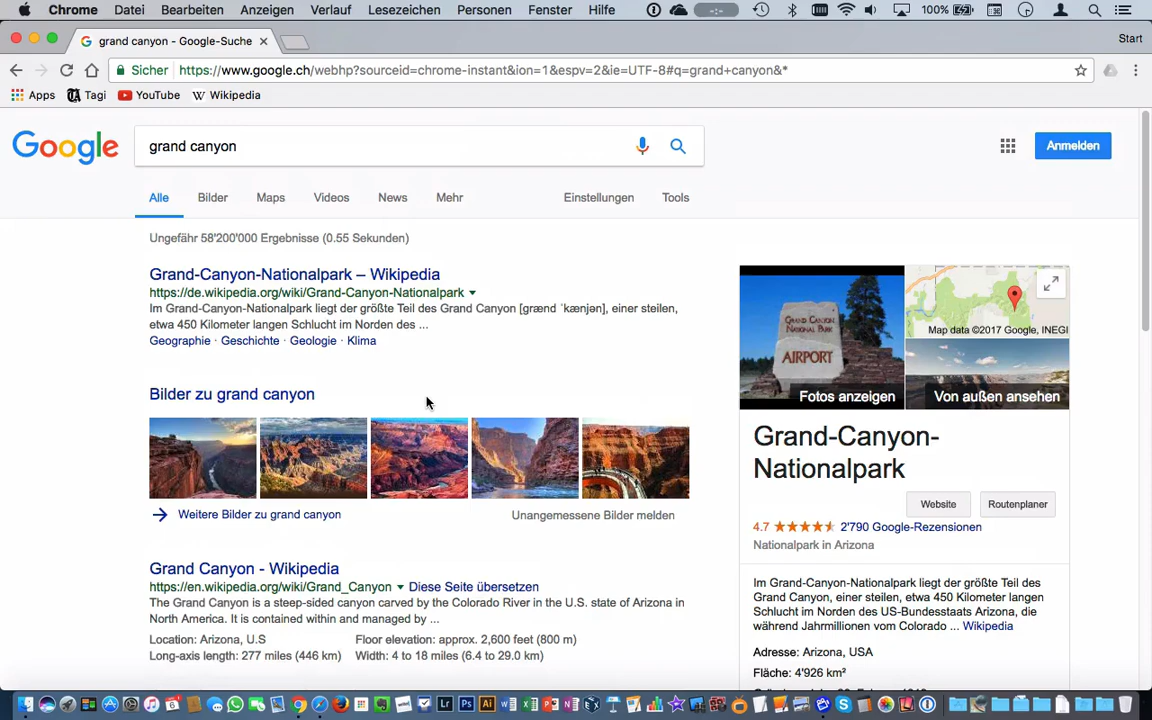 Chrome Datei Bearbeiten Anzeigen Verlauf Lesezeichen Personen Fenster Hilfe 100%
grand canyon - Google-Suche Start
Sicher https://www.google.ch/webhp?sourceid=chrome-instant&ion=1&espv=2&ie=UTF-8#q=grand+canyon&*
Apps Tagi YouTube Wikipedia
Google grand canyon Anmelden
Alle Bilder Maps Videos News Mehr Einstellungen Tools
Ungefähr 58'200'000 Ergebnisse (0.55 Sekunden)
Grand-Canyon-Nationalpark – Wikipedia
https://de.wikipedia.org/wiki/Grand-Canyon-Nationalpark
Im Grand-Canyon-Nationalpark liegt der größte Teil des Grand Canyon [grænd ˈkænjən], einer steilen,
etwa 450 Kilometer langen Schlucht im Norden des ...
Geographie · Geschichte · Geologie · Klima
Bilder zu grand canyon
Weitere Bilder zu grand canyon Unangemessene Bilder melden
Grand Canyon - Wikipedia
https://en.wikipedia.org/wiki/Grand_Canyon Diese Seite übersetzen
The Grand Canyon is a steep-sided canyon carved by the Colorado River in the U.S. state of Arizona in
North America. It is contained within and managed by ...
Location: Arizona, U.S Floor elevation: approx. 2,600 feet (800 m)
Long-axis length: 277 miles (446 km) Width: 4 to 18 miles (6.4 to 29.0 km)
GRAND CANYON
NATIONAL PARK
AIRPORT
Map data ©2017 Google, INEGI
Fotos anzeigen Von außen ansehen
Grand-Canyon-
Nationalpark
Website Routenplaner
4.7 2'790 Google-Rezensionen
Nationalpark in Arizona
Im Grand-Canyon-Nationalpark liegt der größte Teil des
Grand Canyon, einer steilen, etwa 450 Kilometer langen
Schlucht im Norden des US-Bundesstaats Arizona, die
während Jahrmillionen vom Colorado ... Wikipedia
Adresse: Arizona, USA
Fläche: 4'926 km²